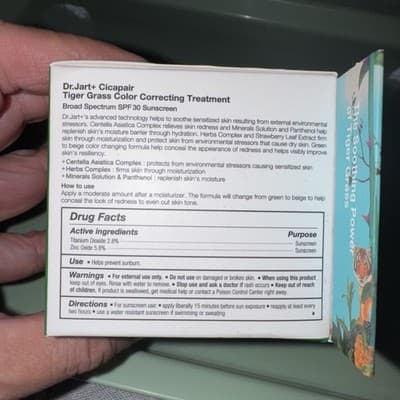 Dr.Jart+ Cicapair
Tiger Grass Color Correcting Treatment
Broad Spectrum SPF30 Sunscreen
Dr.Jart+'s advanced technology helps to soothe sensitized skin resulting from external environmental
stressors. Centella Asiatica Complex relieves skin redness and Minerals Solution and Panthenol help
replenish skin's moisture barrier through hydration. Herbs Complex and Strawberry Leaf Extract firm
skin through moisturization and protect skin from environmental stressors that cause dry skin. Green
to beige color changing formula help conceal the appearance of redness and helps visibly improve
skin's resiliency.
• Centella Asiatica Complex : protects from environmental stressors causing sensitized skin
• Herbs Complex : firms skin through moisturization
• Minerals Solution & Panthenol : replenish skin's moisture
How to use
Apply a moderate amount after a moisturizer. The formula will change from green to beige to help
conceal the look of redness to even out skin tone.
Drug Facts
Active ingredients Purpose
Titanium Dioxide 2.8% Sunscreen
Zinc Oxide 5.8% Sunscreen
Use • Helps prevent sunburn
Warnings • For external use only. • Do not use on damaged or broken skin. • When using this product
keep out of eyes. Rinse with water to remove. • Stop use and ask a doctor if rash occurs • Keep out of reach
of children. If product is swallowed, get medical help or contact a Poison Control Center right away.
Directions • For sunscreen use: • apply liberally 15 minutes before sun exposure • reapply at least every
two hours • use a water resistant sunscreen if swimming or sweating
Soothing Power
of Tiger Grass